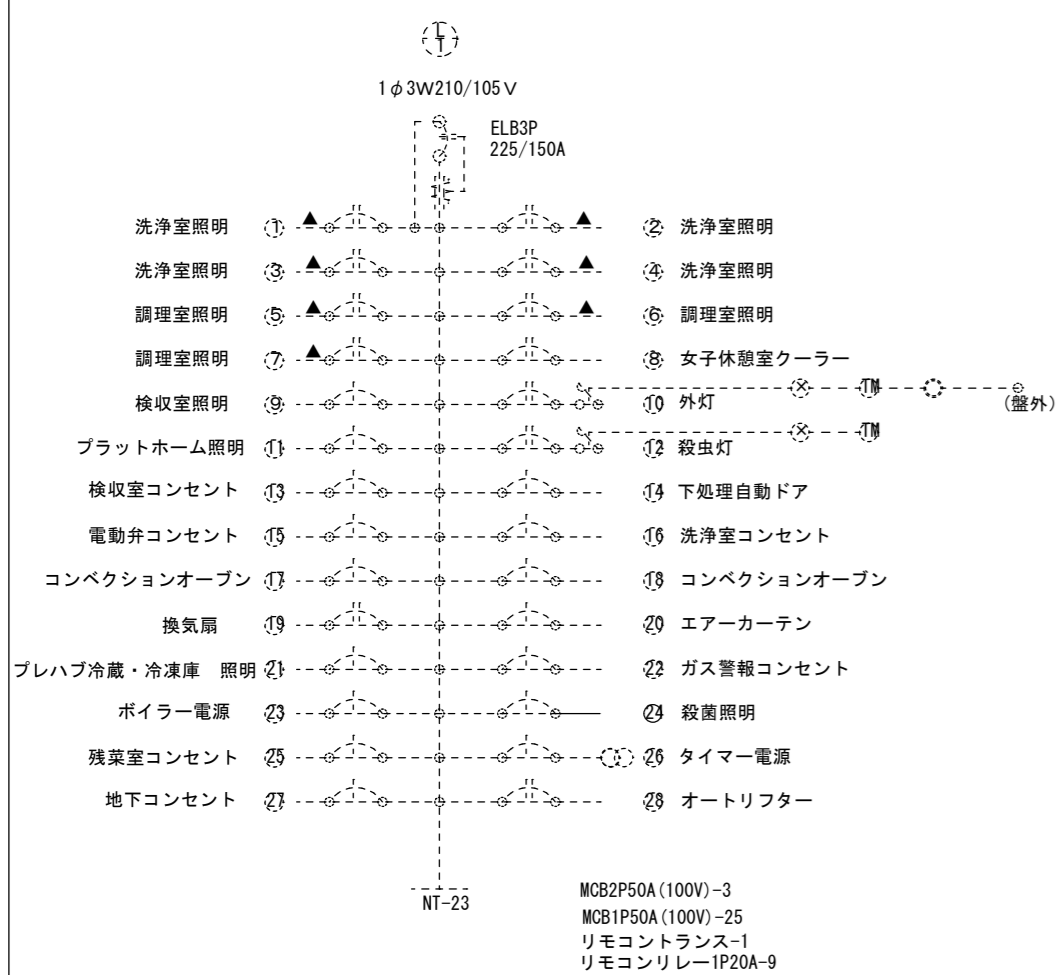 L
T
1φ3W210/105V
ELB3P
225/150A
洗浄室照明 ① ② 洗浄室照明
洗浄室照明 ③ ④ 洗浄室照明
調理室照明 ⑤ ⑥ 調理室照明
調理室照明 ⑦ ⑧ 女子休憩室クーラー
検収室照明 ⑨ ⑩ 外灯 TM (盤外)
プラットホーム照明 ⑪ ⑫ 殺虫灯 TM
検収室コンセント ⑬ ⑭ 下処理自動ドア
電動弁コンセント ⑮ ⑯ 洗浄室コンセント
コンベクションオーブン ⑰ ⑱ コンベクションオーブン
換気扇 ⑲ ⑳ エアーカーテン
プレハブ冷蔵・冷凍庫 照明 ㉑ ㉒ ガス警報コンセント
ボイラー電源 ㉓ ㉔ 殺菌照明
残菜室コンセント ㉕ ㉖ タイマー電源
地下コンセント ㉗ ㉘ オートリフター
NT-23
MCB2P50A(100V)-3
MCB1P50A(100V)-25
リモコントランス-1
リモコンリレー1P20A-9